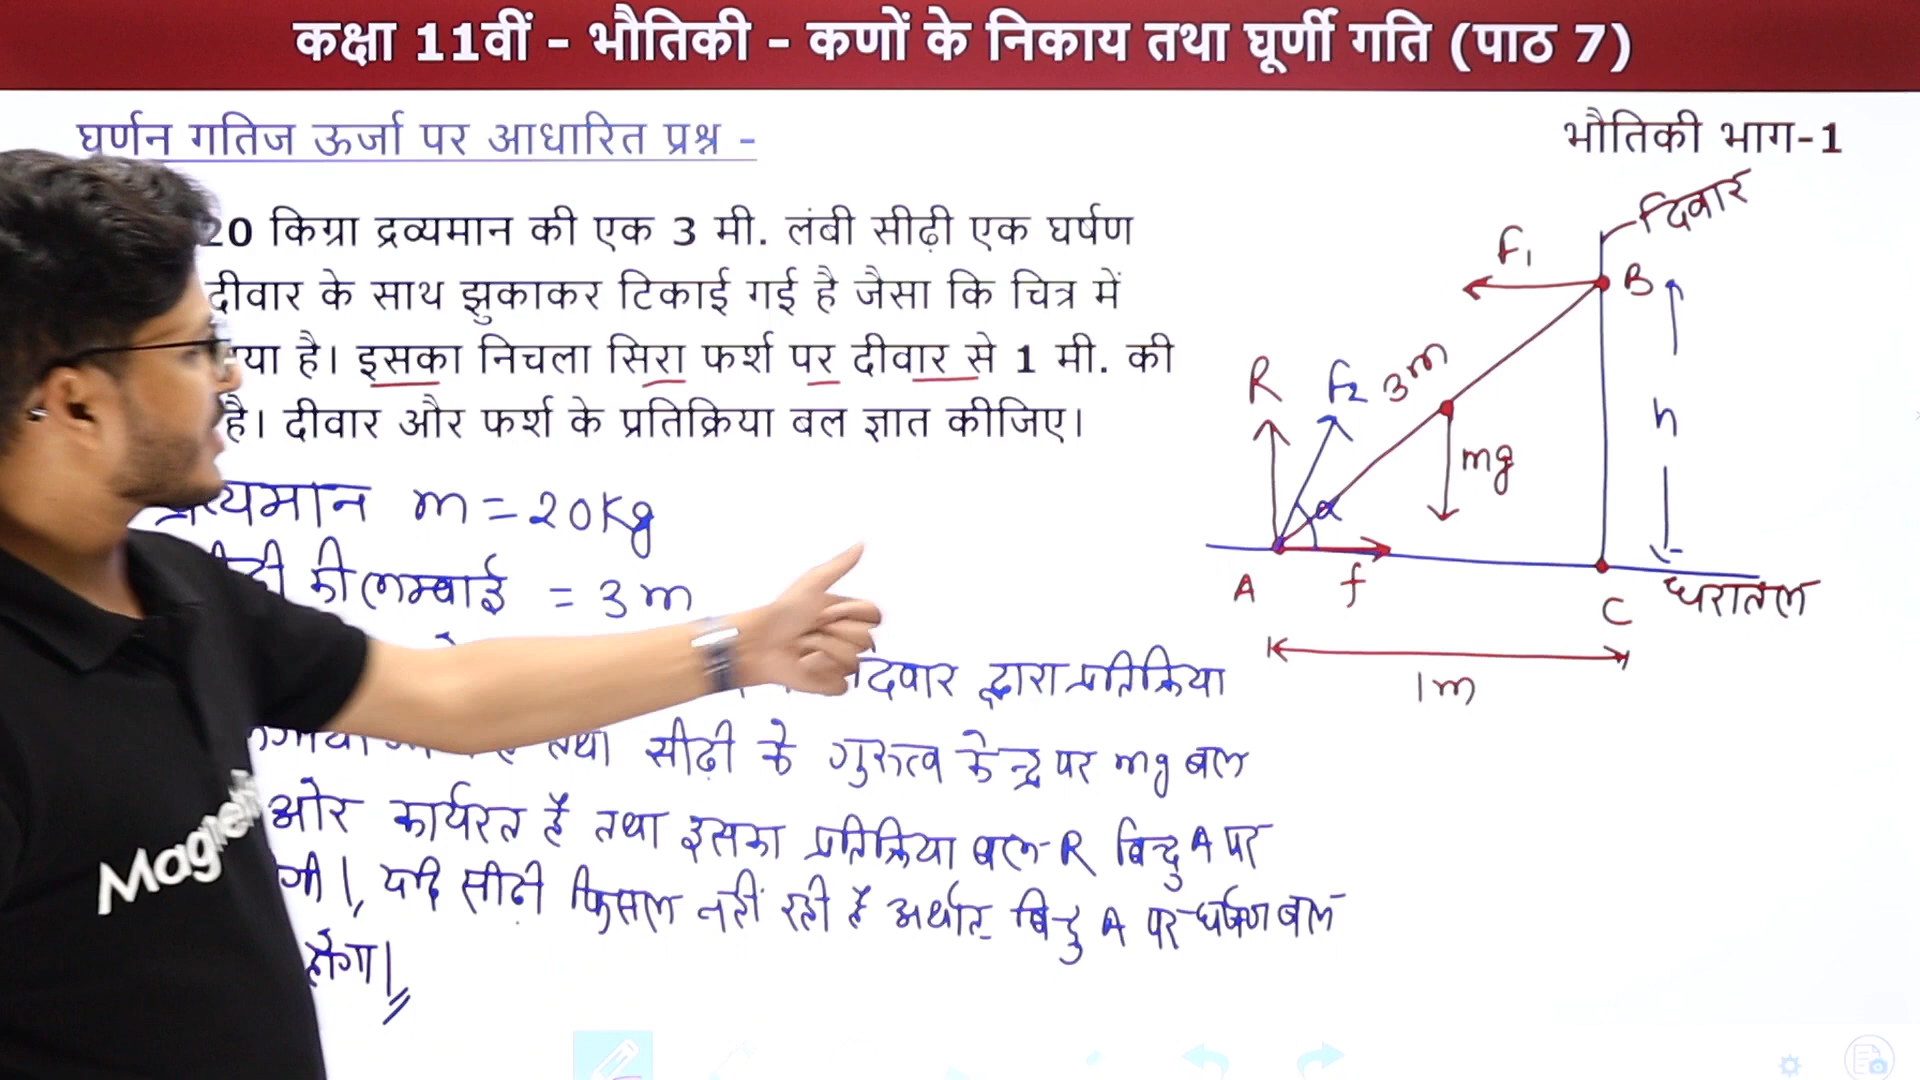 कक्षा 11वीं - भौतिकी - कणों के निकाय तथा घूर्णी गति (पाठ 7)
घर्णन गतिज ऊर्जा पर आधारित प्रश्न -
भौतिकी भाग-1
20 किग्रा द्रव्यमान की एक 3 मी. लंबी सीढ़ी एक घर्षण
दीवार के साथ झुकाकर टिकाई गई है जैसा कि चित्र में
है। इसका निचला सिरा फर्श पर दीवार से 1 मी. की
है। दीवार और फर्श के प्रतिक्रिया बल ज्ञात कीजिए।
m = 20Kg
की लम्बाई = 3m
द्वारा प्रतिक्रिया
तथा सीढ़ी के गुरुत्व केन्द्र पर mg बल
ओर कार्यरत है तथा इसका प्रतिक्रिया बल R बिन्दु A पर
यदि सीढी फिसल नहीं रही है अर्थात बिन्दु A पर घर्षण बल
होगा।
दिवार
F1
B
R
F2
3m
h
mg
α
A
f
C
धरातल
1m
Magne